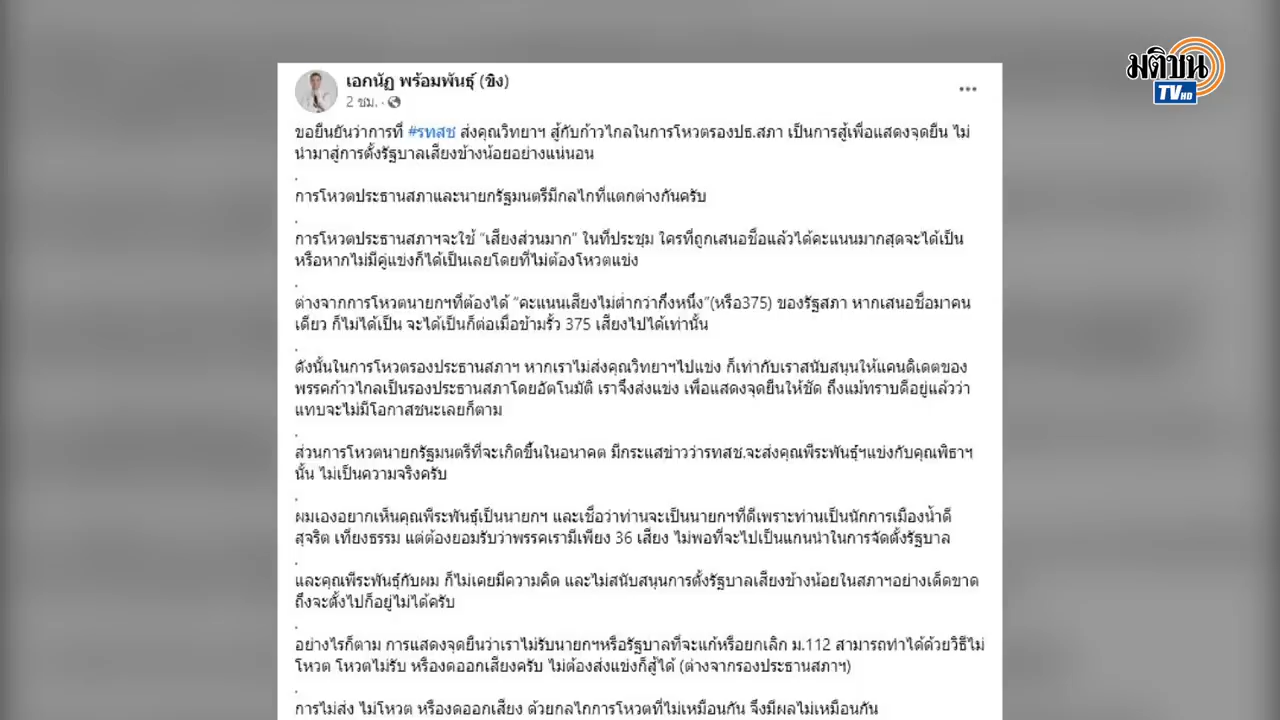 มติชน
TV HD
เอกนัฏ พร้อมพันธุ์ (ขิง)
2 ชม. ·
ขอยืนยันว่าการที่ #รทสช ส่งคุณวิทยาฯ สู้กับก้าวไกลในการโหวตรองปธ.สภา เป็นการสู้เพื่อแสดงจุดยืน ไม่
นำมาสู่การตั้งรัฐบาลเสียงข้างน้อยอย่างแน่นอน
.
การโหวตประธานสภาและนายกรัฐมนตรีมีกลไกที่แตกต่างกันครับ
.
การโหวตประธานสภาฯจะใช้ “เสียงส่วนมาก” ในที่ประชุม ใครที่ถูกเสนอชื่อแล้วได้คะแนนมากสุดจะได้เป็น
หรือหากไม่มีคู่แข่งก็ได้เป็นเลยโดยที่ไม่ต้องโหวตแข่ง
.
ต่างจากการโหวตนายกฯที่ต้องได้ “คะแนนเสียงไม่ต่ำกว่ากึ่งหนึ่ง”(หรือ375) ของรัฐสภา หากเสนอชื่อมาคน
เดียว ก็ไม่ได้เป็น จะได้เป็นก็ต่อเมื่อข้ามรั้ว 375 เสียงไปได้เท่านั้น
.
ดังนั้นในการโหวตรองประธานสภาฯ หากเราไม่ส่งคุณวิทยาฯไปแข่ง ก็เท่ากับเราสนับสนุนให้แคนดิเดตของ
พรรคก้าวไกลเป็นรองประธานสภาโดยอัตโนมัติ เราจึงส่งแข่ง เพื่อแสดงจุดยืนให้ชัด ถึงแม้ทราบดีอยู่แล้วว่า
แทบจะไม่มีโอกาสชนะเลยก็ตาม
.
ส่วนการโหวตนายกรัฐมนตรีที่จะเกิดขึ้นในอนาคต มีกระแสข่าวว่ารทสช.จะส่งคุณพีระพันธุ์ฯแข่งกับคุณพิธาฯ
นั้น ไม่เป็นความจริงครับ
.
ผมเองอยากเห็นคุณพีระพันธุ์เป็นนายกฯ และเชื่อว่าท่านจะเป็นนายกฯที่ดีเพราะท่านเป็นนักการเมืองน้ำดี
สุจริต เที่ยงธรรม แต่ต้องยอมรับว่าพรรคเรามีเพียง 36 เสียง ไม่พอที่จะไปเป็นแกนนำในการจัดตั้งรัฐบาล
.
และคุณพีระพันธุ์กับผม ก็ไม่เคยมีความคิด และไม่สนับสนุนการตั้งรัฐบาลเสียงข้างน้อยในสภาฯอย่างเด็ดขาด
ถึงจะตั้งไปก็อยู่ไม่ได้ครับ
.
อย่างไรก็ตาม การแสดงจุดยืนว่าเราไม่รับนายกฯหรือรัฐบาลที่จะแก้หรือยกเลิก ม.112 สามารถทำได้ด้วยวิธีไม่
โหวต โหวตไม่รับ หรืองดออกเสียงครับ ไม่ต้องส่งแข่งก็สู้ได้ (ต่างจากรองประธานสภาฯ)
.
การไม่ส่ง ไม่โหวต หรืองดออกเสียง ด้วยกลไกการโหวตที่ไม่เหมือนกัน จึงมีผลไม่เหมือนกัน